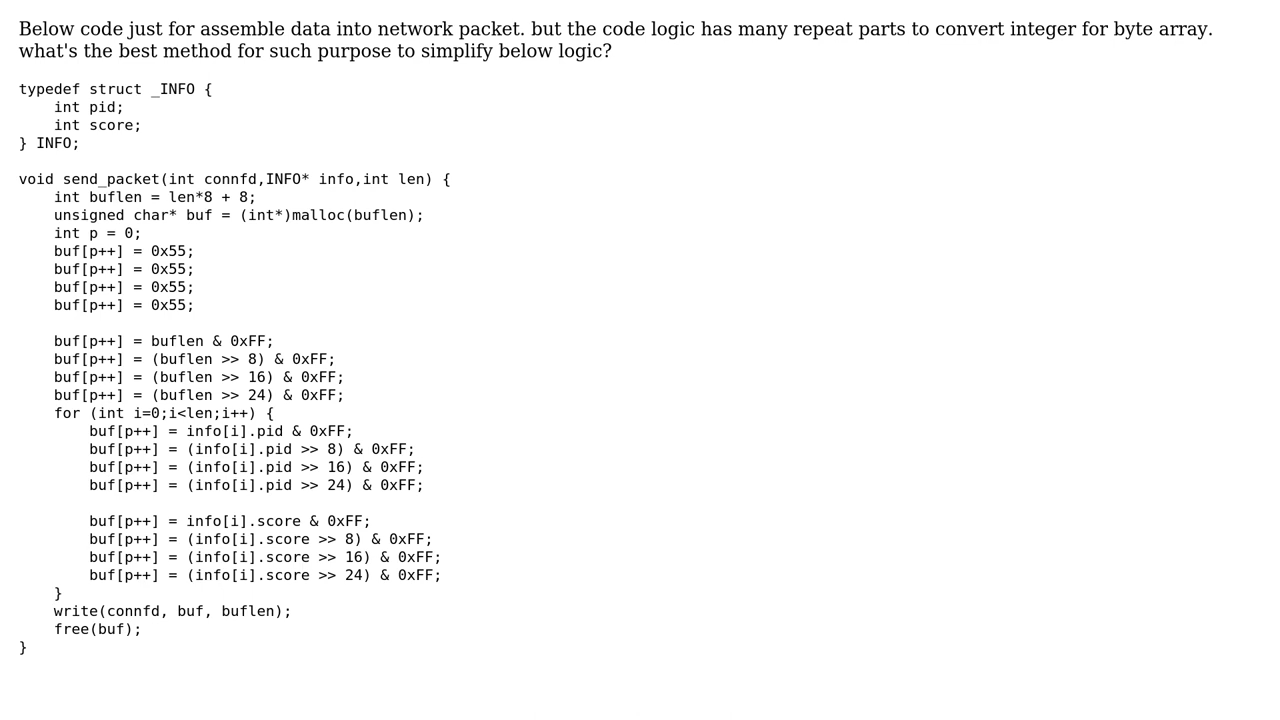 Below code just for assemble data into network packet. but the code logic has many repeat parts to convert integer for byte array.
what's the best method for such purpose to simplify below logic?
typedef struct _INFO {
    int pid;
    int score;
} INFO;
void send_packet(int connfd,INFO* info,int len) {
    int buflen = len*8 + 8;
    unsigned char* buf = (int*)malloc(buflen);
    int p = 0;
    buf[p++] = 0x55;
    buf[p++] = 0x55;
    buf[p++] = 0x55;
    buf[p++] = 0x55;
    buf[p++] = buflen & 0xFF;
    buf[p++] = (buflen >> 8) & 0xFF;
    buf[p++] = (buflen >> 16) & 0xFF;
    buf[p++] = (buflen >> 24) & 0xFF;
    for (int i=0;i<len;i++) {
        buf[p++] = info[i].pid & 0xFF;
        buf[p++] = (info[i].pid >> 8) & 0xFF;
        buf[p++] = (info[i].pid >> 16) & 0xFF;
        buf[p++] = (info[i].pid >> 24) & 0xFF;
        buf[p++] = info[i].score & 0xFF;
        buf[p++] = (info[i].score >> 8) & 0xFF;
        buf[p++] = (info[i].score >> 16) & 0xFF;
        buf[p++] = (info[i].score >> 24) & 0xFF;
    }
    write(connfd, buf, buflen);
    free(buf);
}